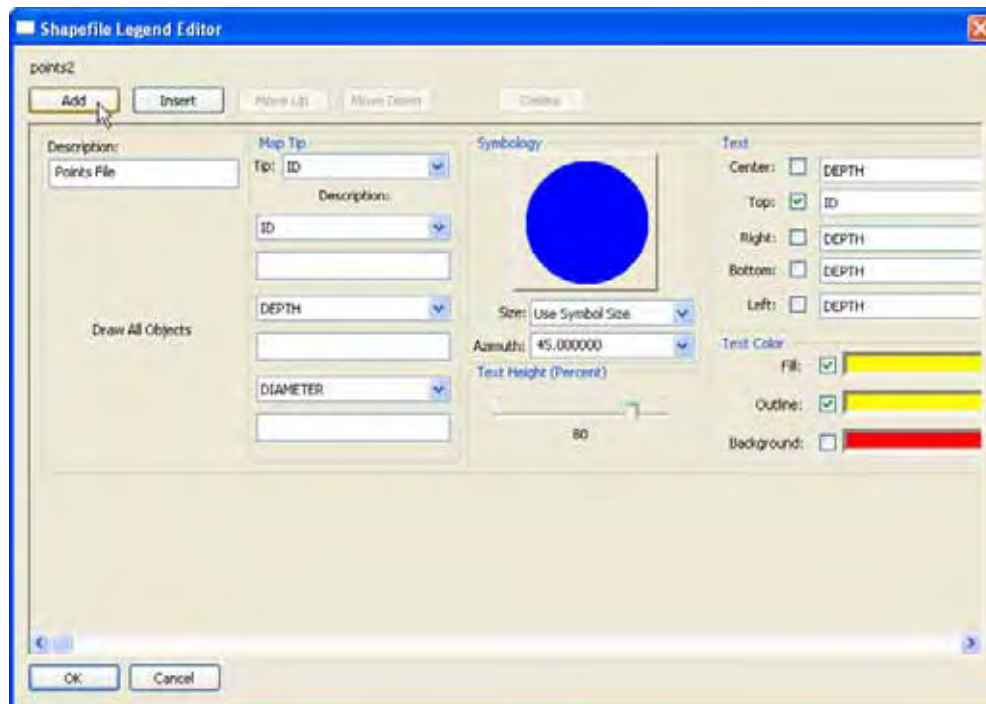 Shapefile Legend Editor
points2
Add Insert Move Up Move Down Delete
Description:
Points File
Draw All Objects
Map Tip
Tip: ID
Description:
ID
DEPTH
DIAMETER
Symbology
Size: Use Symbol Size
Azimuth: 45.000000
Text Height (Percent)
80
Text
Center: DEPTH
Top: ID
Right: DEPTH
Bottom: DEPTH
Left: DEPTH
Text Color
Fill:
Outline:
Background:
OK Cancel